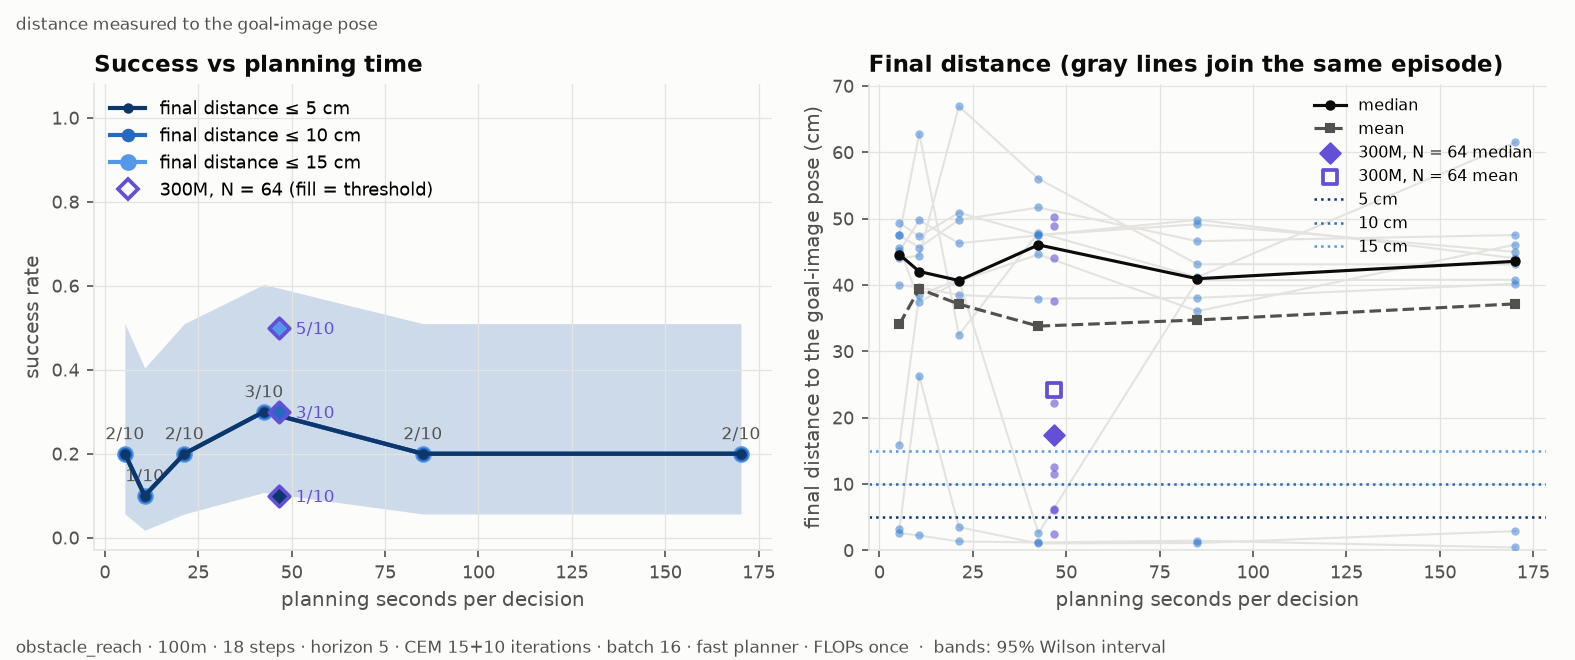 distance measured to the goal-image pose
Success vs planning time
final distance ≤ 5 cm
final distance ≤ 10 cm
final distance ≤ 15 cm
300M, N = 64 (fill = threshold)
success rate
1.0
0.8
0.6
0.4
0.2
0.0
2/10
1/10
2/10
3/10
2/10
2/10
5/10
3/10
1/10
0
25
50
75
100
125
150
175
planning seconds per decision
Final distance (gray lines join the same episode)
median
mean
300M, N = 64 median
300M, N = 64 mean
5 cm
10 cm
15 cm
final distance to the goal-image pose (cm)
70
60
50
40
30
20
10
0
0
25
50
75
100
125
150
175
planning seconds per decision
obstacle_reach · 100m · 18 steps · horizon 5 · CEM 15+10 iterations · batch 16 · fast planner · FLOPs once · bands: 95% Wilson interval